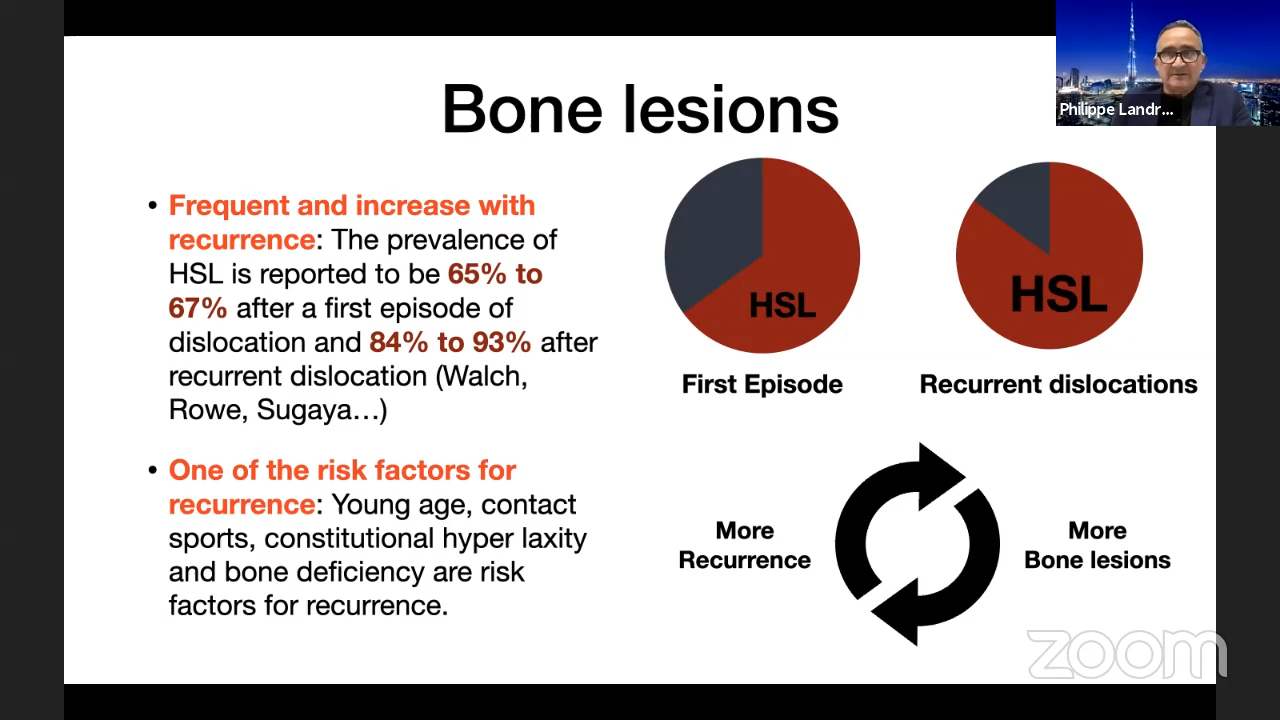 Philippe Landr...
Bone lesions
• Frequent and increase with
recurrence: The prevalence of
HSL is reported to be 65% to
67% after a first episode of
dislocation and 84% to 93% after
recurrent dislocation (Walch,
Rowe, Sugaya…)
• One of the risk factors for
recurrence: Young age, contact
sports, constitutional hyper laxity
and bone deficiency are risk
factors for recurrence.
HSL
First Episode
HSL
Recurrent dislocations
More
Recurrence
More
Bone lesions
zoom